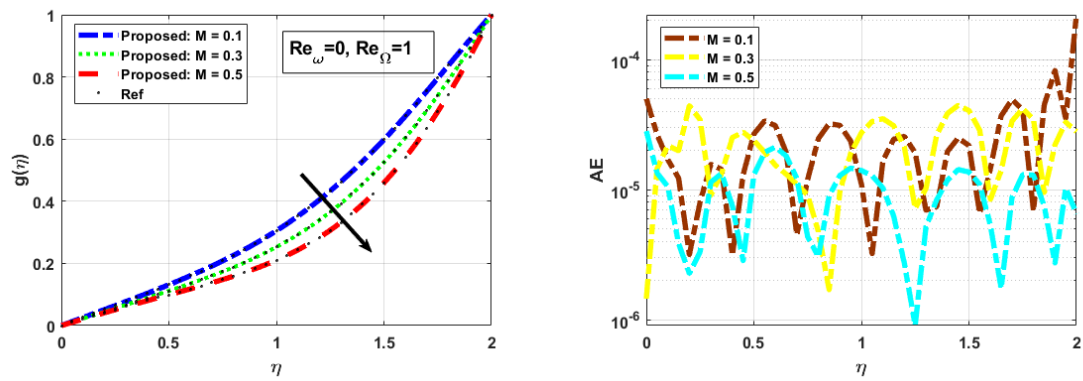 g(η)
1
0.8
0.6
0.4
0.2
0
0 0.5 1 1.5 2
η
Proposed: M = 0.1
Proposed: M = 0.3
Proposed: M = 0.5
Ref
Re_ω=0, Re_Ω=1
AE
10^-4
10^-5
10^-6
0 0.5 1 1.5 2
η
M = 0.1
M = 0.3
M = 0.5